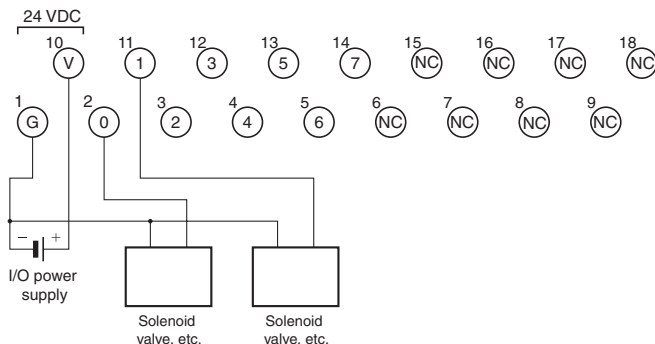 24 VDC
10 11 12 13 14 15 16 17 18
V 1 3 5 7 NC NC NC NC
1 2 3 4 5 6 7 8 9
G 0 2 4 6 NC NC NC NC
− +
I/O power
supply
Solenoid
valve, etc.
Solenoid
valve, etc.